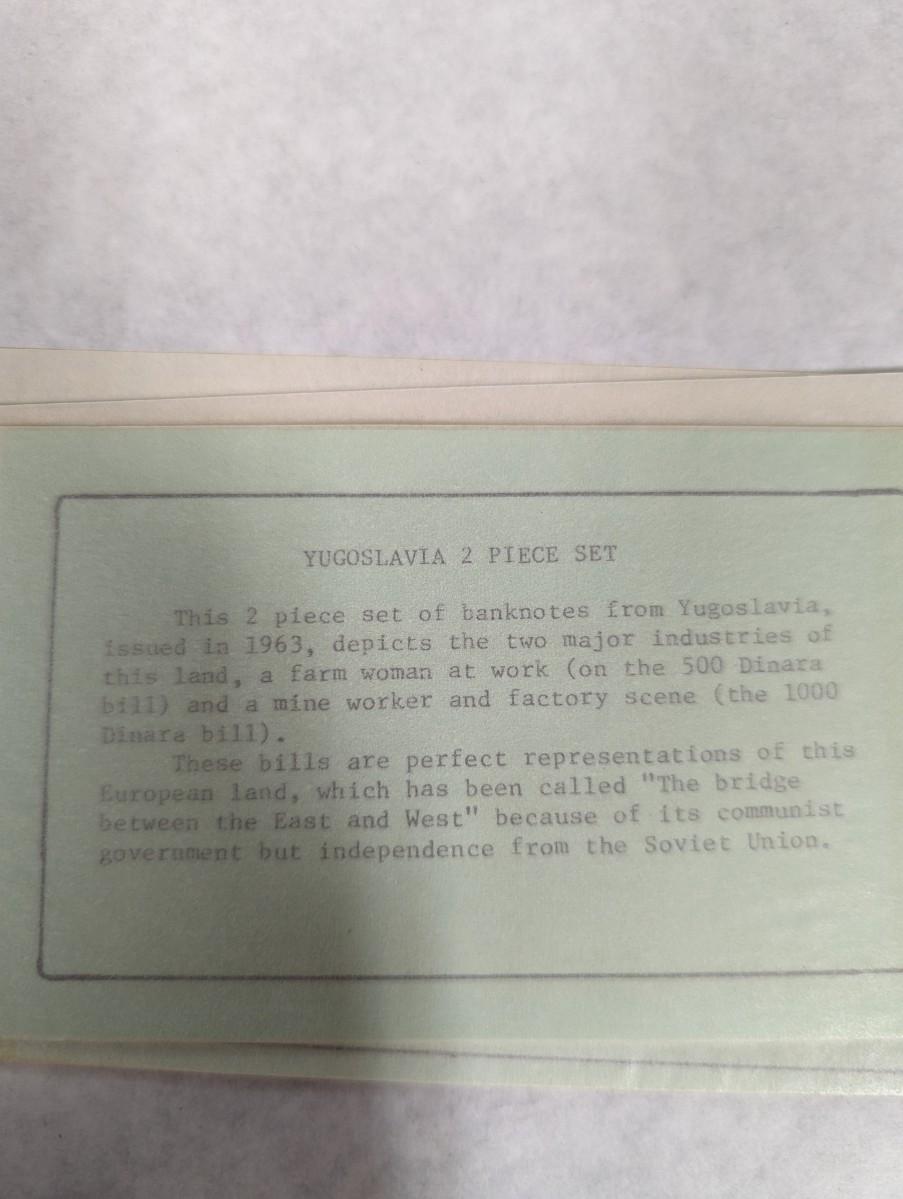 YUGOSLAVIA 2 PIECE SET
This 2 piece set of banknotes from Yugoslavia,
issued in 1963, depicts the two major industries of
this land, a farm woman at work (on the 500 Dinara
bill) and a mine worker and factory scene (the 1000
Dinara bill).
These bills are perfect representations of this
European land, which has been called "The bridge
between the East and West" because of its communist
government but independence from the Soviet Union.